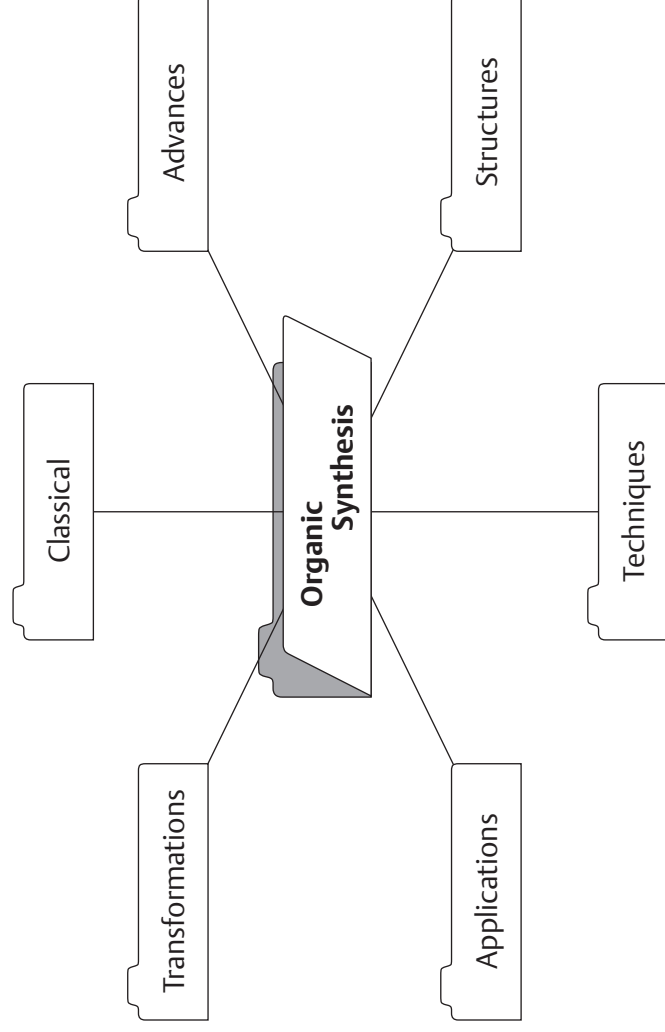 Classical
Transformations
Advances
Organic
Synthesis
Applications
Structures
Techniques